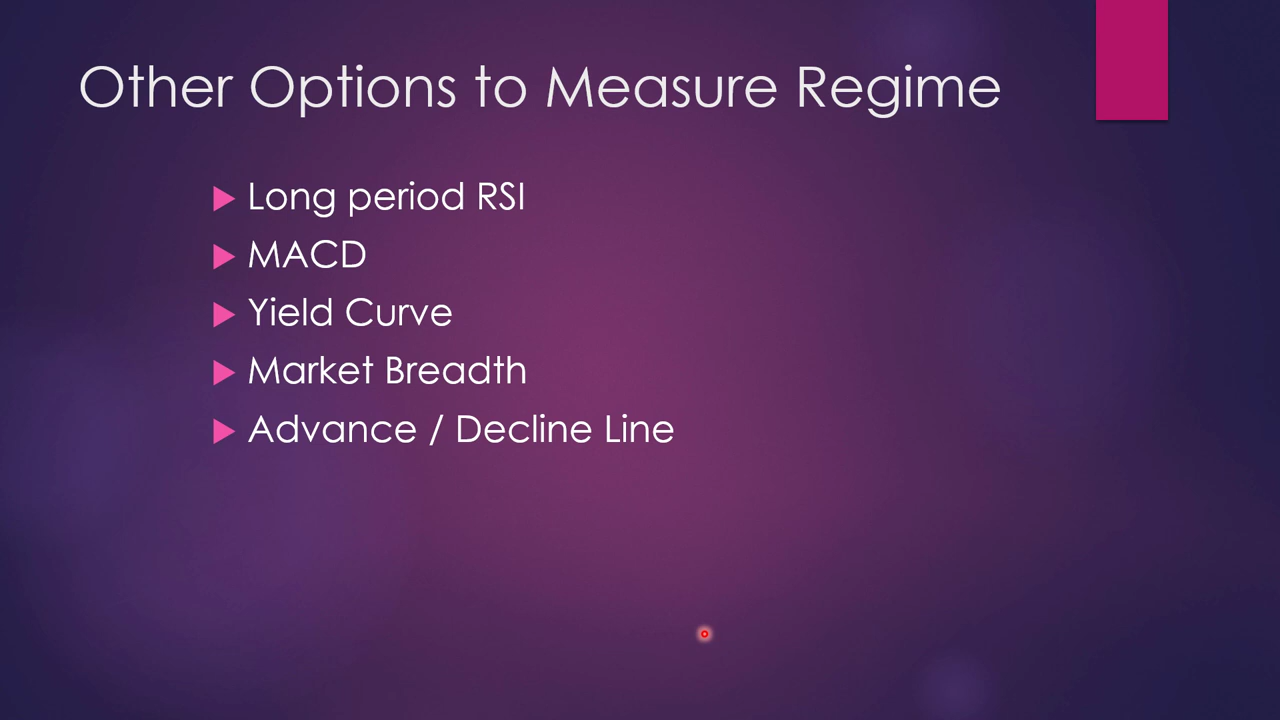 Other Options to Measure Regime
Long period RSI
MACD
Yield Curve
Market Breadth
Advance / Decline Line